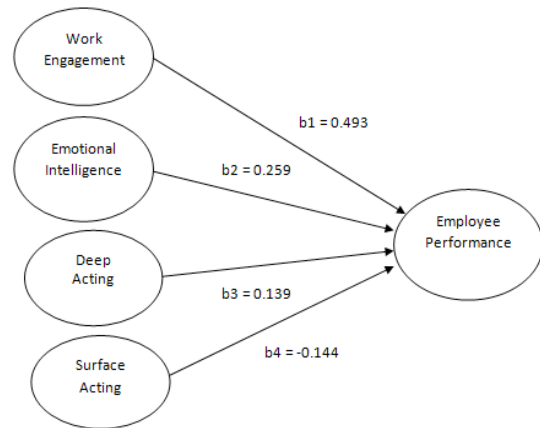 Work
Engagement
b1 = 0.493
Emotional
Intelligence
b2 = 0.259
Employee
Performance
Deep
Acting
b3 = 0.139
b4 = -0.144
Surface
Acting